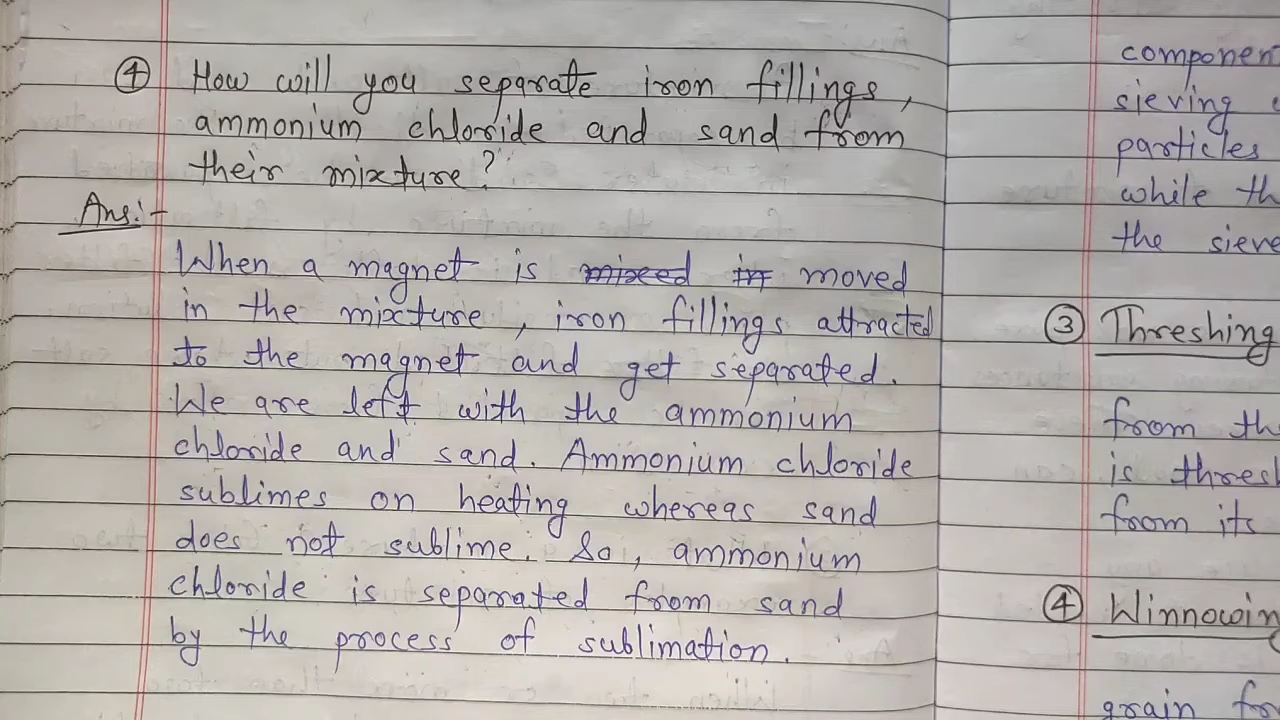 ④ How will you separate iron fillings,
ammonium chloride and sand from
their mixture?
Ans:-
When a magnet is mixed in moved
in the mixture, iron fillings attracted
to the magnet and get separated.
We are left with the ammonium
chloride and sand. Ammonium chloride
sublimes on heating whereas sand
does not sublime. So, ammonium
chloride is separated from sand
by the process of sublimation.
componen
sieving
particles
while th
the sieve
③ Threshing
from th
is thresh
from its
④ Winnowin
grain fr